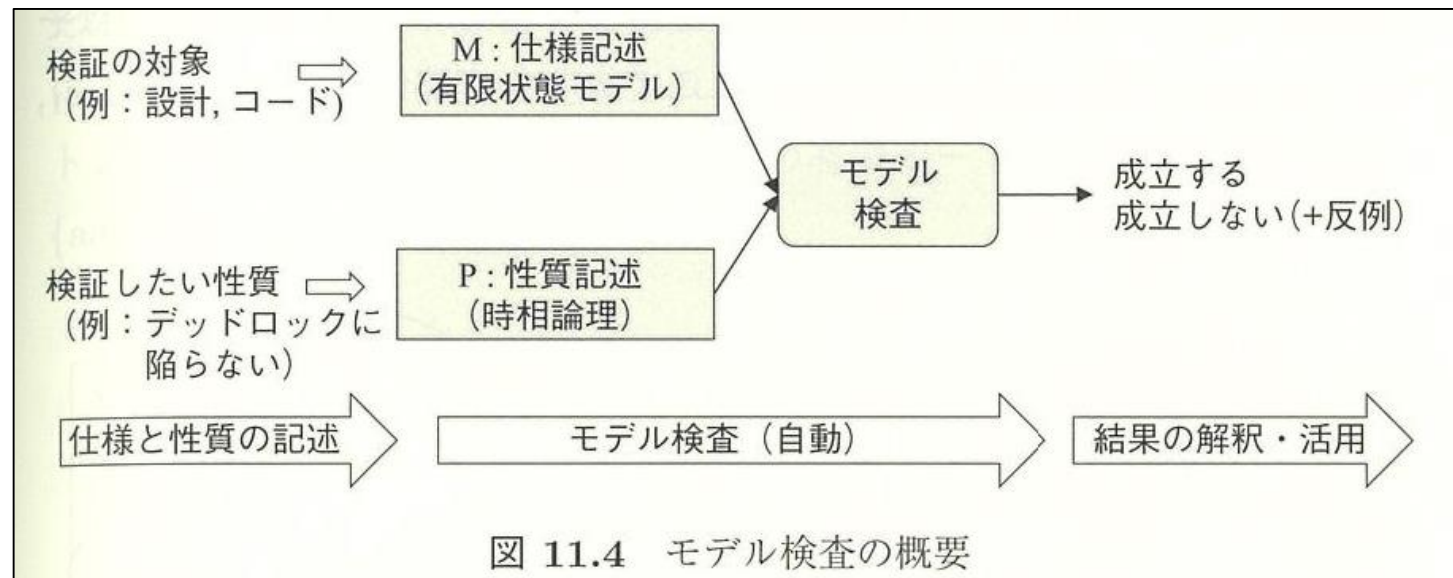 検証の対象
(例：設計, コード)
M : 仕様記述
(有限状態モデル)
モデル
検査
成立する
成立しない(+反例)
検証したい性質
(例：デッドロックに
陥らない)
P : 性質記述
(時相論理)
仕様と性質の記述
モデル検査（自動）
結果の解釈・活用
図 11.4 モデル検査の概要